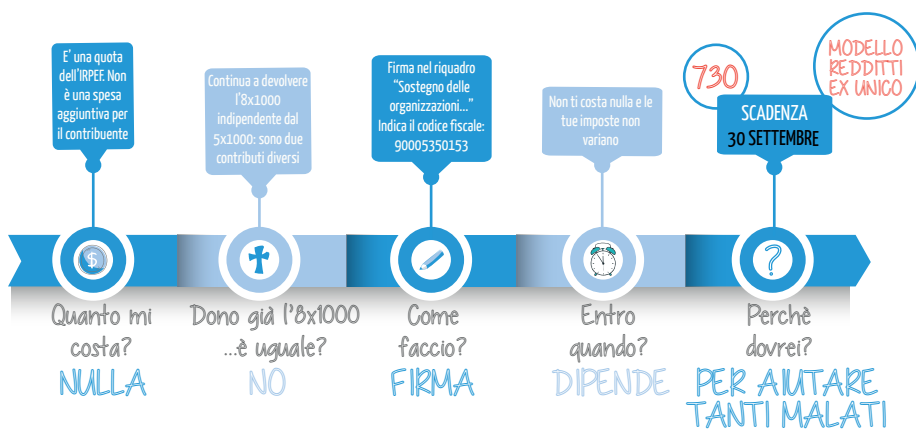 E' una quota
dell'IRPEF. Non
è una spesa
aggiuntiva per
il contribuente
Continua a devolvere
l'8x1000
indipendente dal
5x1000: sono due
contributi diversi
Firma nel riquadro
“Sostegno delle
organizzazioni...”
Indica il codice fiscale:
90005350153
Non ti costa nulla e le
tue imposte non
variano
730
MODELLO
REDDITTI
EX UNICO
SCADENZA
30 SETTEMBRE
$
?
Quanto mi
costa?
NULLA
Dono già l'8x1000
...è uguale?
NO
Come
faccio?
FIRMA
Entro
quando?
DIPENDE
Perchè
dovrei?
PER AIUTARE
TANTI MALATI